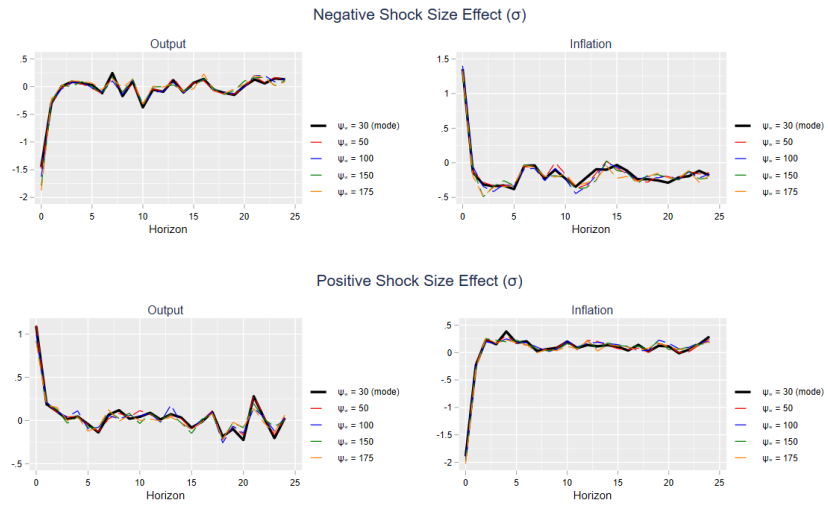 Negative Shock Size Effect (σ)
Output
.5
0
-.5
-1
-1.5
-2
0 5 10 15 20 25
Horizon
ψ = 30 (mode)
ψ = 50
ψ = 100
ψ = 150
ψ = 175
Inflation
1.5
1
.5
0
-.5
0 5 10 15 20 25
Horizon
ψ = 30 (mode)
ψ = 50
ψ = 100
ψ = 150
ψ = 175
Positive Shock Size Effect (σ)
Output
1
.5
0
-.5
0 5 10 15 20 25
Horizon
ψ = 30 (mode)
ψ = 50
ψ = 100
ψ = 150
ψ = 175
Inflation
.5
0
-.5
-1
-1.5
-2
0 5 10 15 20 25
Horizon
ψ = 30 (mode)
ψ = 50
ψ = 100
ψ = 150
ψ = 175